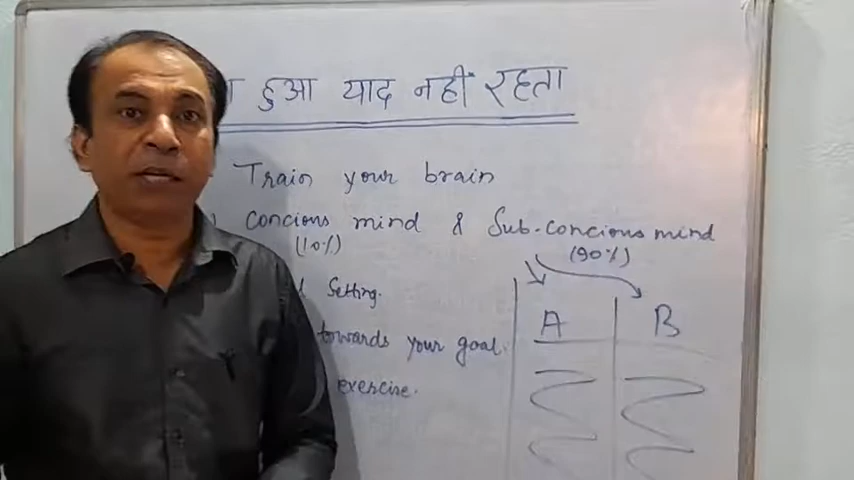 हुआ याद नहीं रहता
Train your brain
concious mind & Sub-concious mind
(10%) (90%)
Setting.
A B
towards your goal.
exercise.